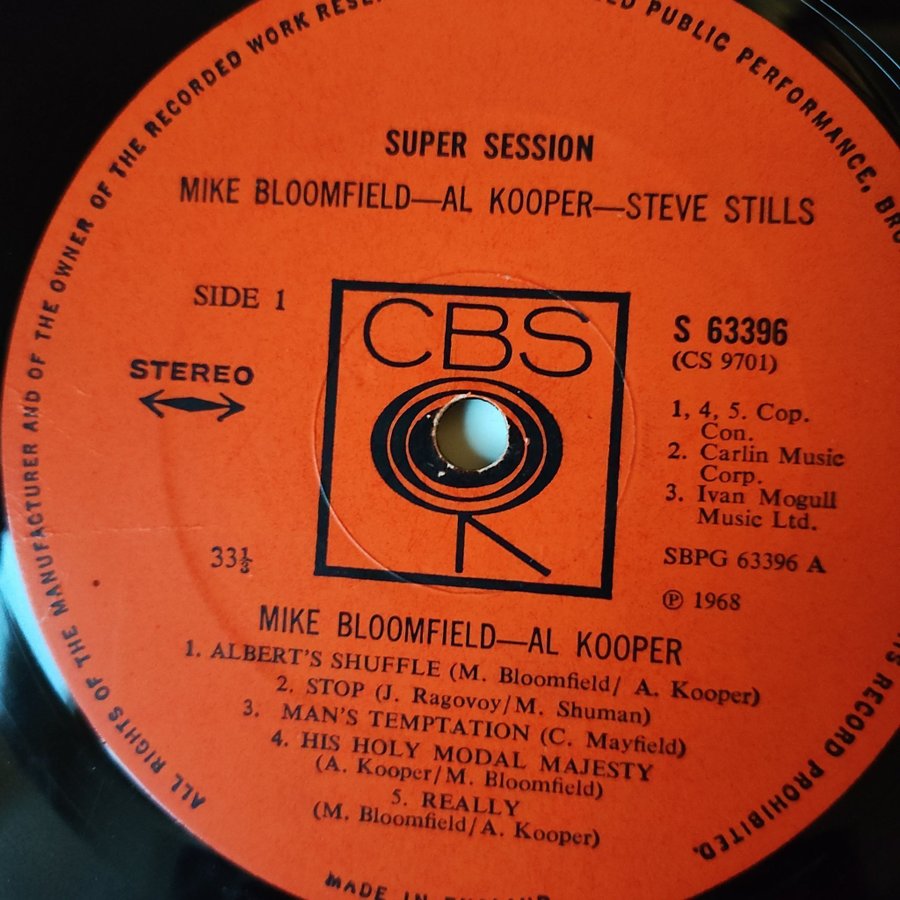 ALL RIGHTS OF THE MANUFACTURER AND OF THE OWNER OF THE RECORDED WORK
PUBLIC PERFORMANCE,
RECORD PROHIBITED.
SUPER SESSION
MIKE BLOOMFIELD—AL KOOPER—STEVE STILLS
SIDE 1
STEREO
33⅓
CBS
S 63396
(CS 9701)
1, 4, 5. Cop.
Con.
2. Carlin Music
Corp.
3. Ivan Mogull
Music Ltd.
SBPG 63396 A
℗ 1968
MIKE BLOOMFIELD—AL KOOPER
1. ALBERT'S SHUFFLE (M. Bloomfield/ A. Kooper)
2. STOP (J. Ragovoy/M. Shuman)
3. MAN'S TEMPTATION (C. Mayfield)
4. HIS HOLY MODAL MAJESTY
(A. Kooper/M. Bloomfield)
5. REALLY
(M. Bloomfield/A. Kooper)
MADE IN ENGLAND